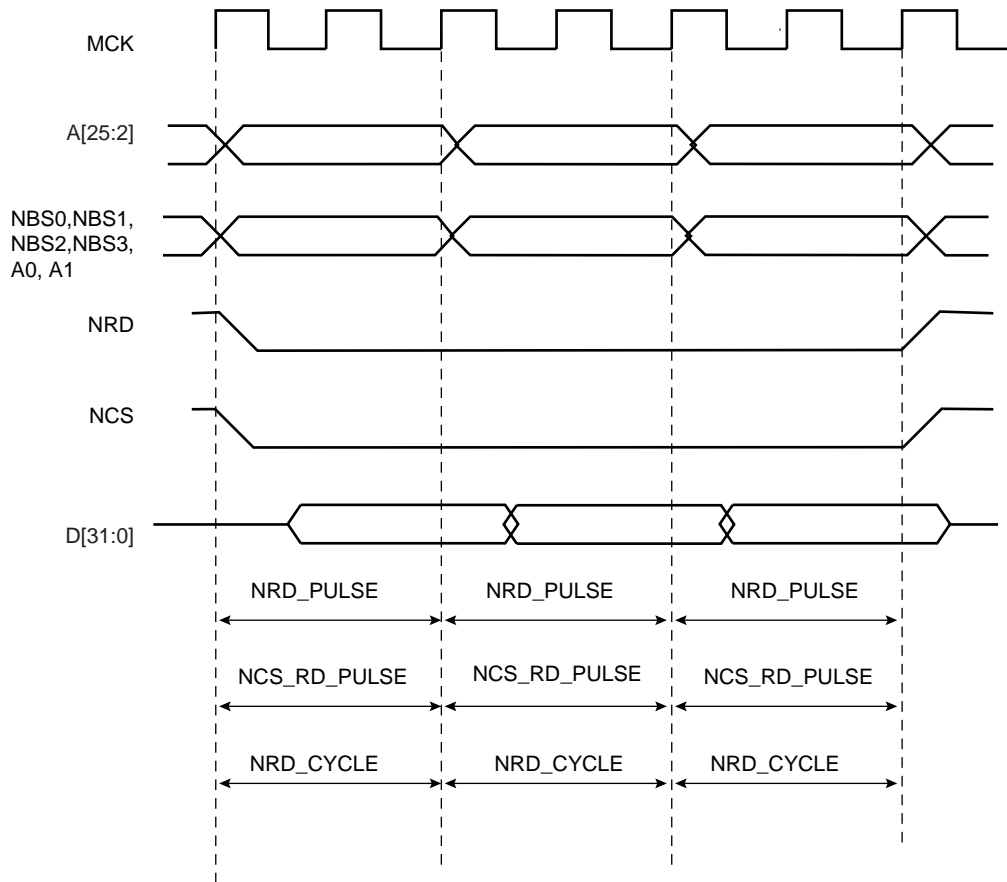 MCK
A[25:2]
NBS0,NBS1,
NBS2,NBS3,
A0, A1
NRD
NCS
D[31:0]
NRD_PULSE NRD_PULSE NRD_PULSE
NCS_RD_PULSE NCS_RD_PULSE NCS_RD_PULSE
NRD_CYCLE NRD_CYCLE NRD_CYCLE